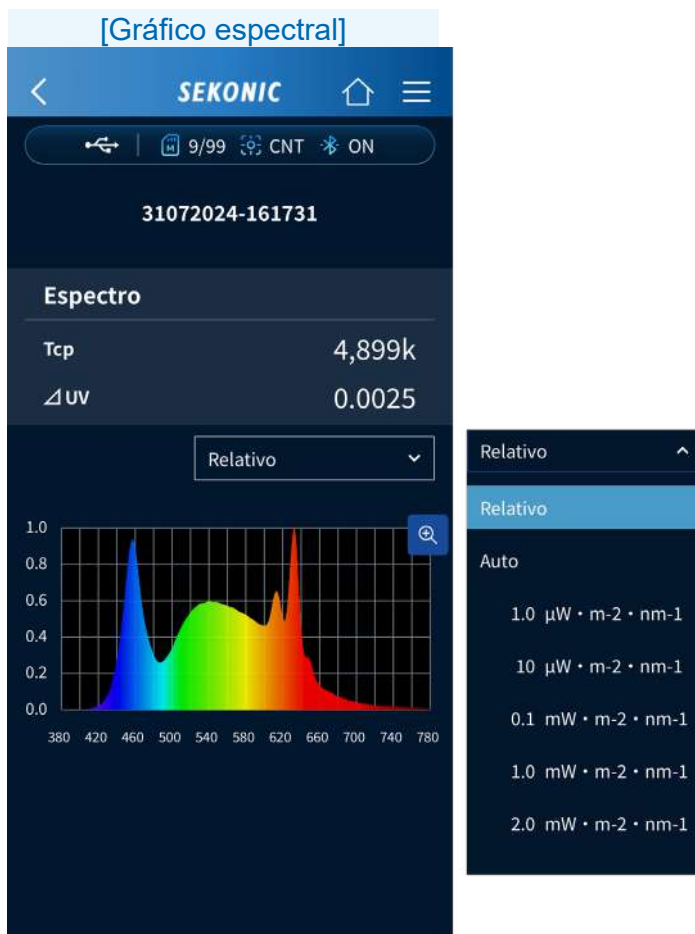 [Gráfico espectral]
SEKONIC
9/99 CNT ON
31072024-161731
Espectro
Tcp 4,899k
⊿UV 0.0025
Relativo
1.0
0.8
0.6
0.4
0.2
0.0
380 420 460 500 540 580 620 660 700 740 780
Relativo
Relativo
Auto
1.0 μW・m-2・nm-1
10 μW・m-2・nm-1
0.1 mW・m-2・nm-1
1.0 mW・m-2・nm-1
2.0 mW・m-2・nm-1